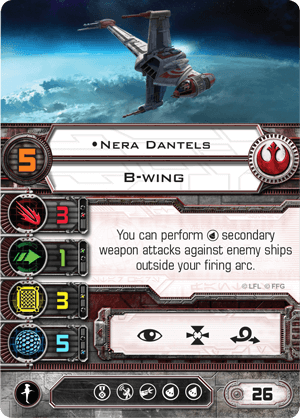 •Nera Dantels
5
B-wing
3
You can perform secondary
weapon attacks against enemy ships
outside your firing arc.
1
© LFL © FFG
3
5
26